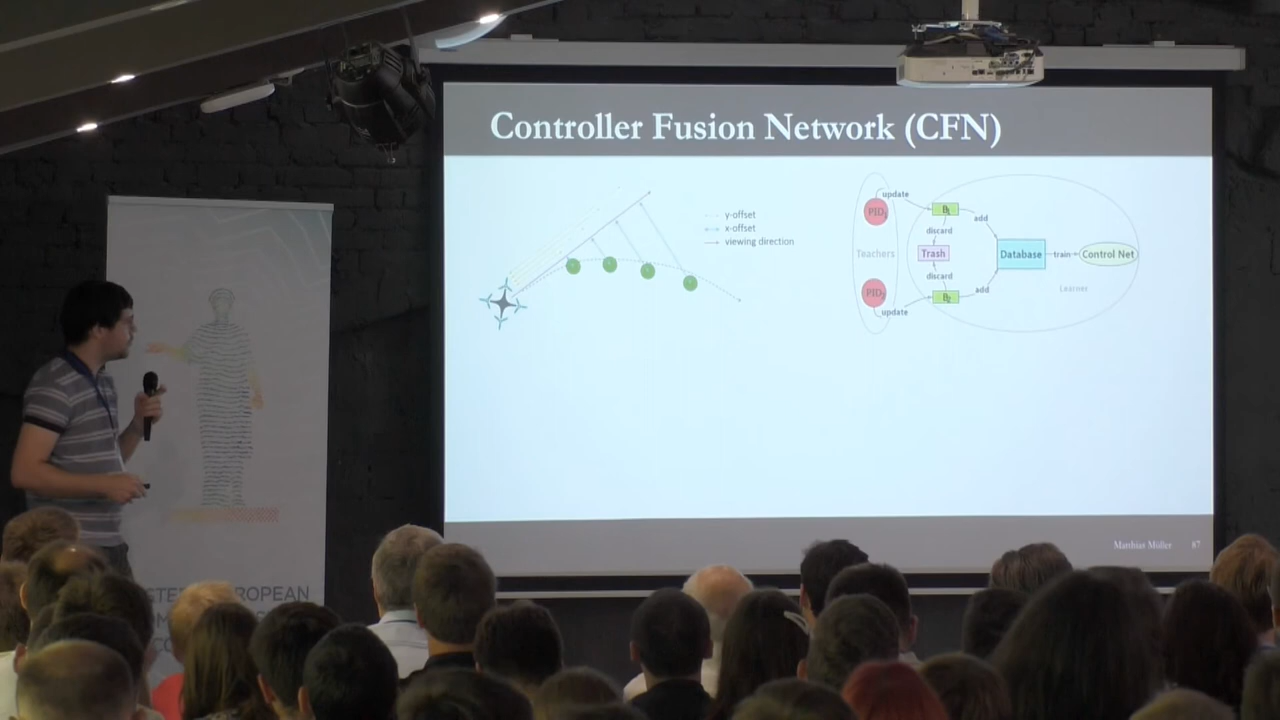 Controller Fusion Network (CFN)
y-offset
x-offset
viewing direction
update
PID
B
add
discard
Teachers
Trash
Database
train
Control Net
discard
Learner
PID
B
add
update
Matthias Müller 87